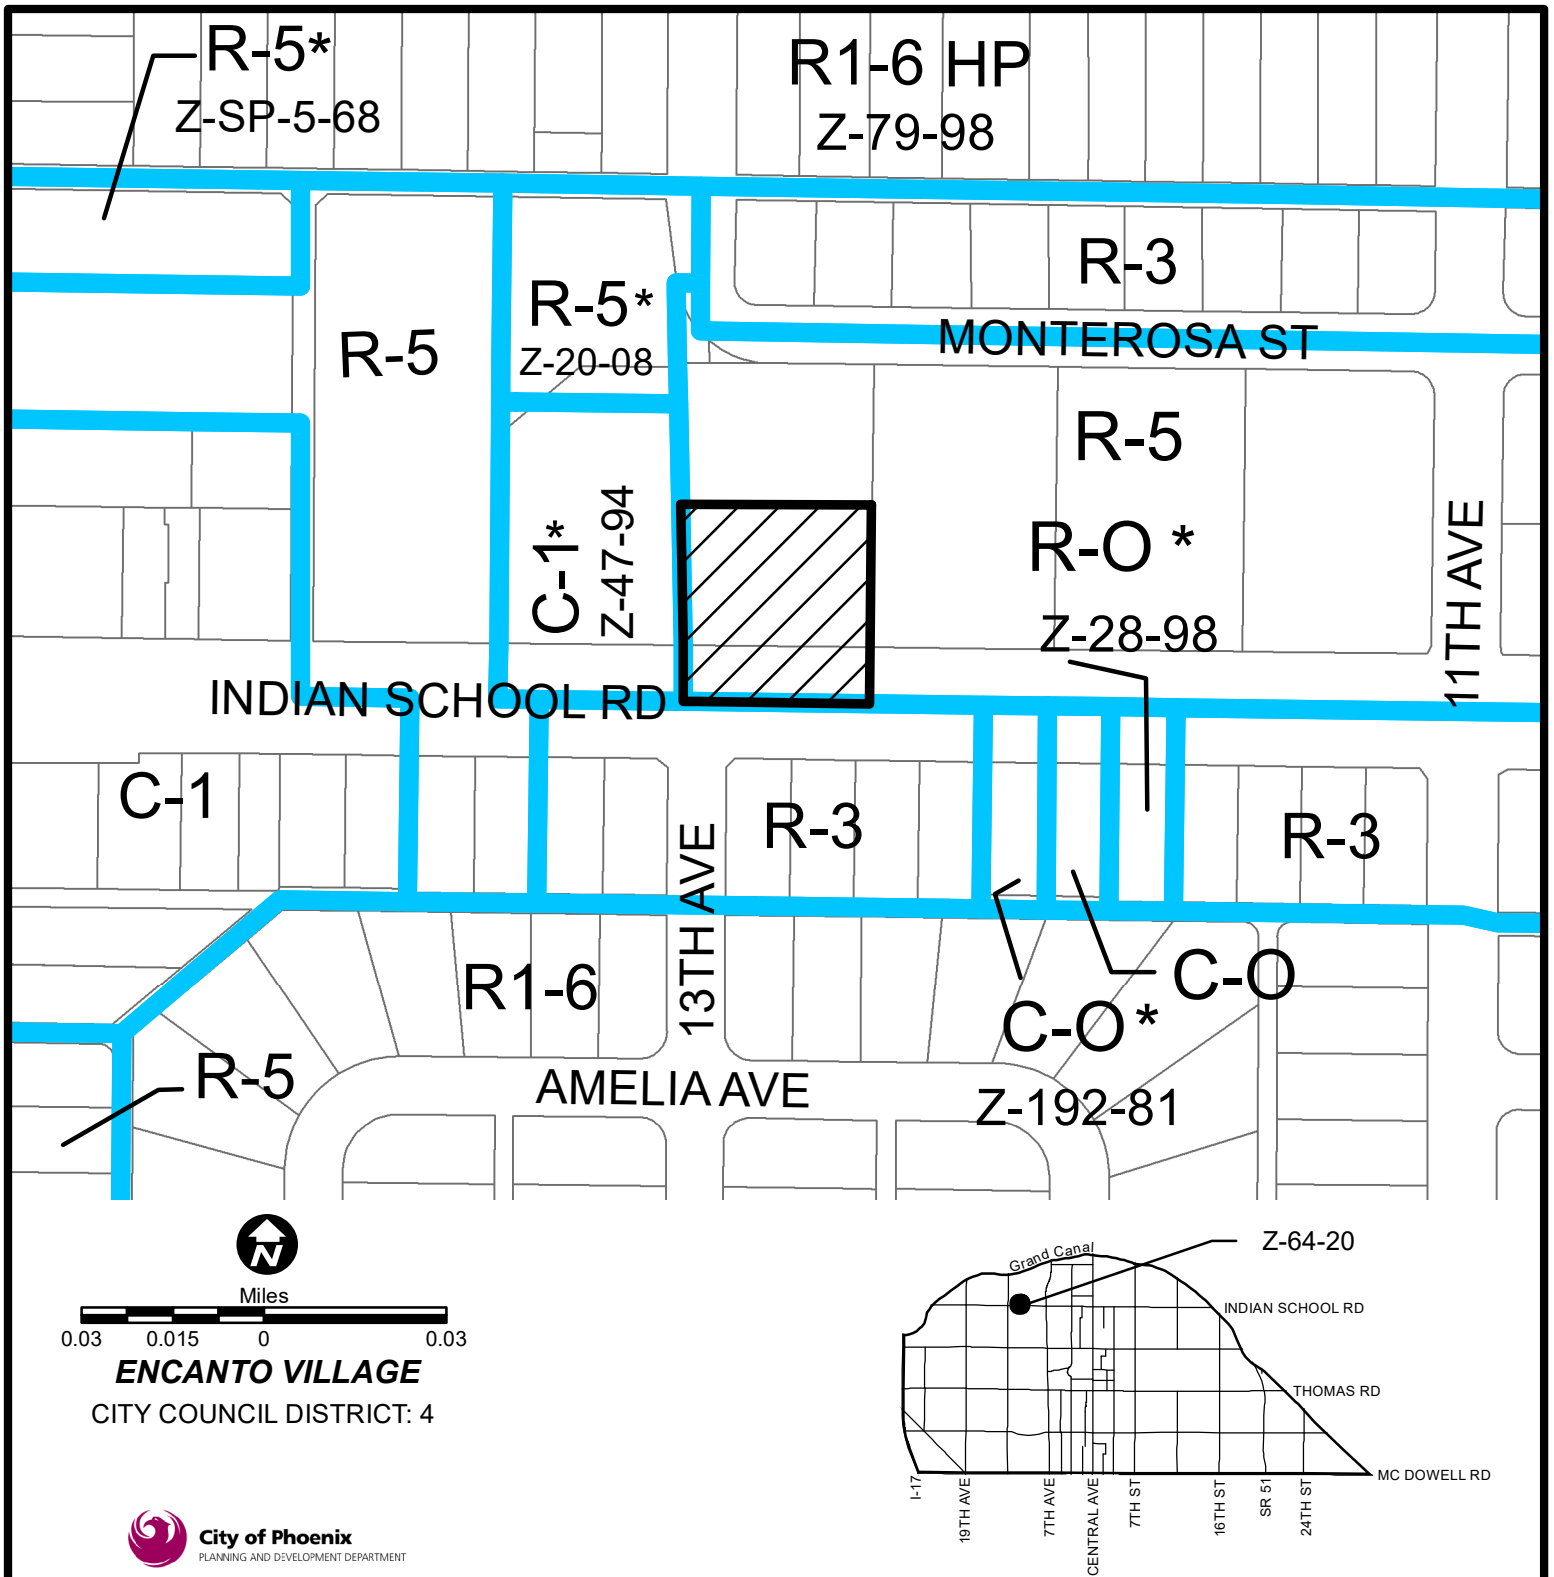 R-5*
Z-SP-5-68
R1-6 HP
Z-79-98
R-3
R-5*
Z-20-08
R-5
MONTEROSA ST
R-5
C-1*
Z-47-94
R-O *
Z-28-98
11TH AVE
INDIAN SCHOOL RD
C-1
R-3
R-3
13TH AVE
R1-6
C-O
C-O *
R-5
AMELIA AVE
Z-192-81
N
Miles
0.03 0.015 0 0.03
ENCANTO VILLAGE
CITY COUNCIL DISTRICT: 4
Z-64-20
Grand Canal
INDIAN SCHOOL RD
THOMAS RD
MC DOWELL RD
I-17
19TH AVE
7TH AVE
CENTRAL AVE
7TH ST
16TH ST
SR 51
24TH ST
City of Phoenix
PLANNING AND DEVELOPMENT DEPARTMENT